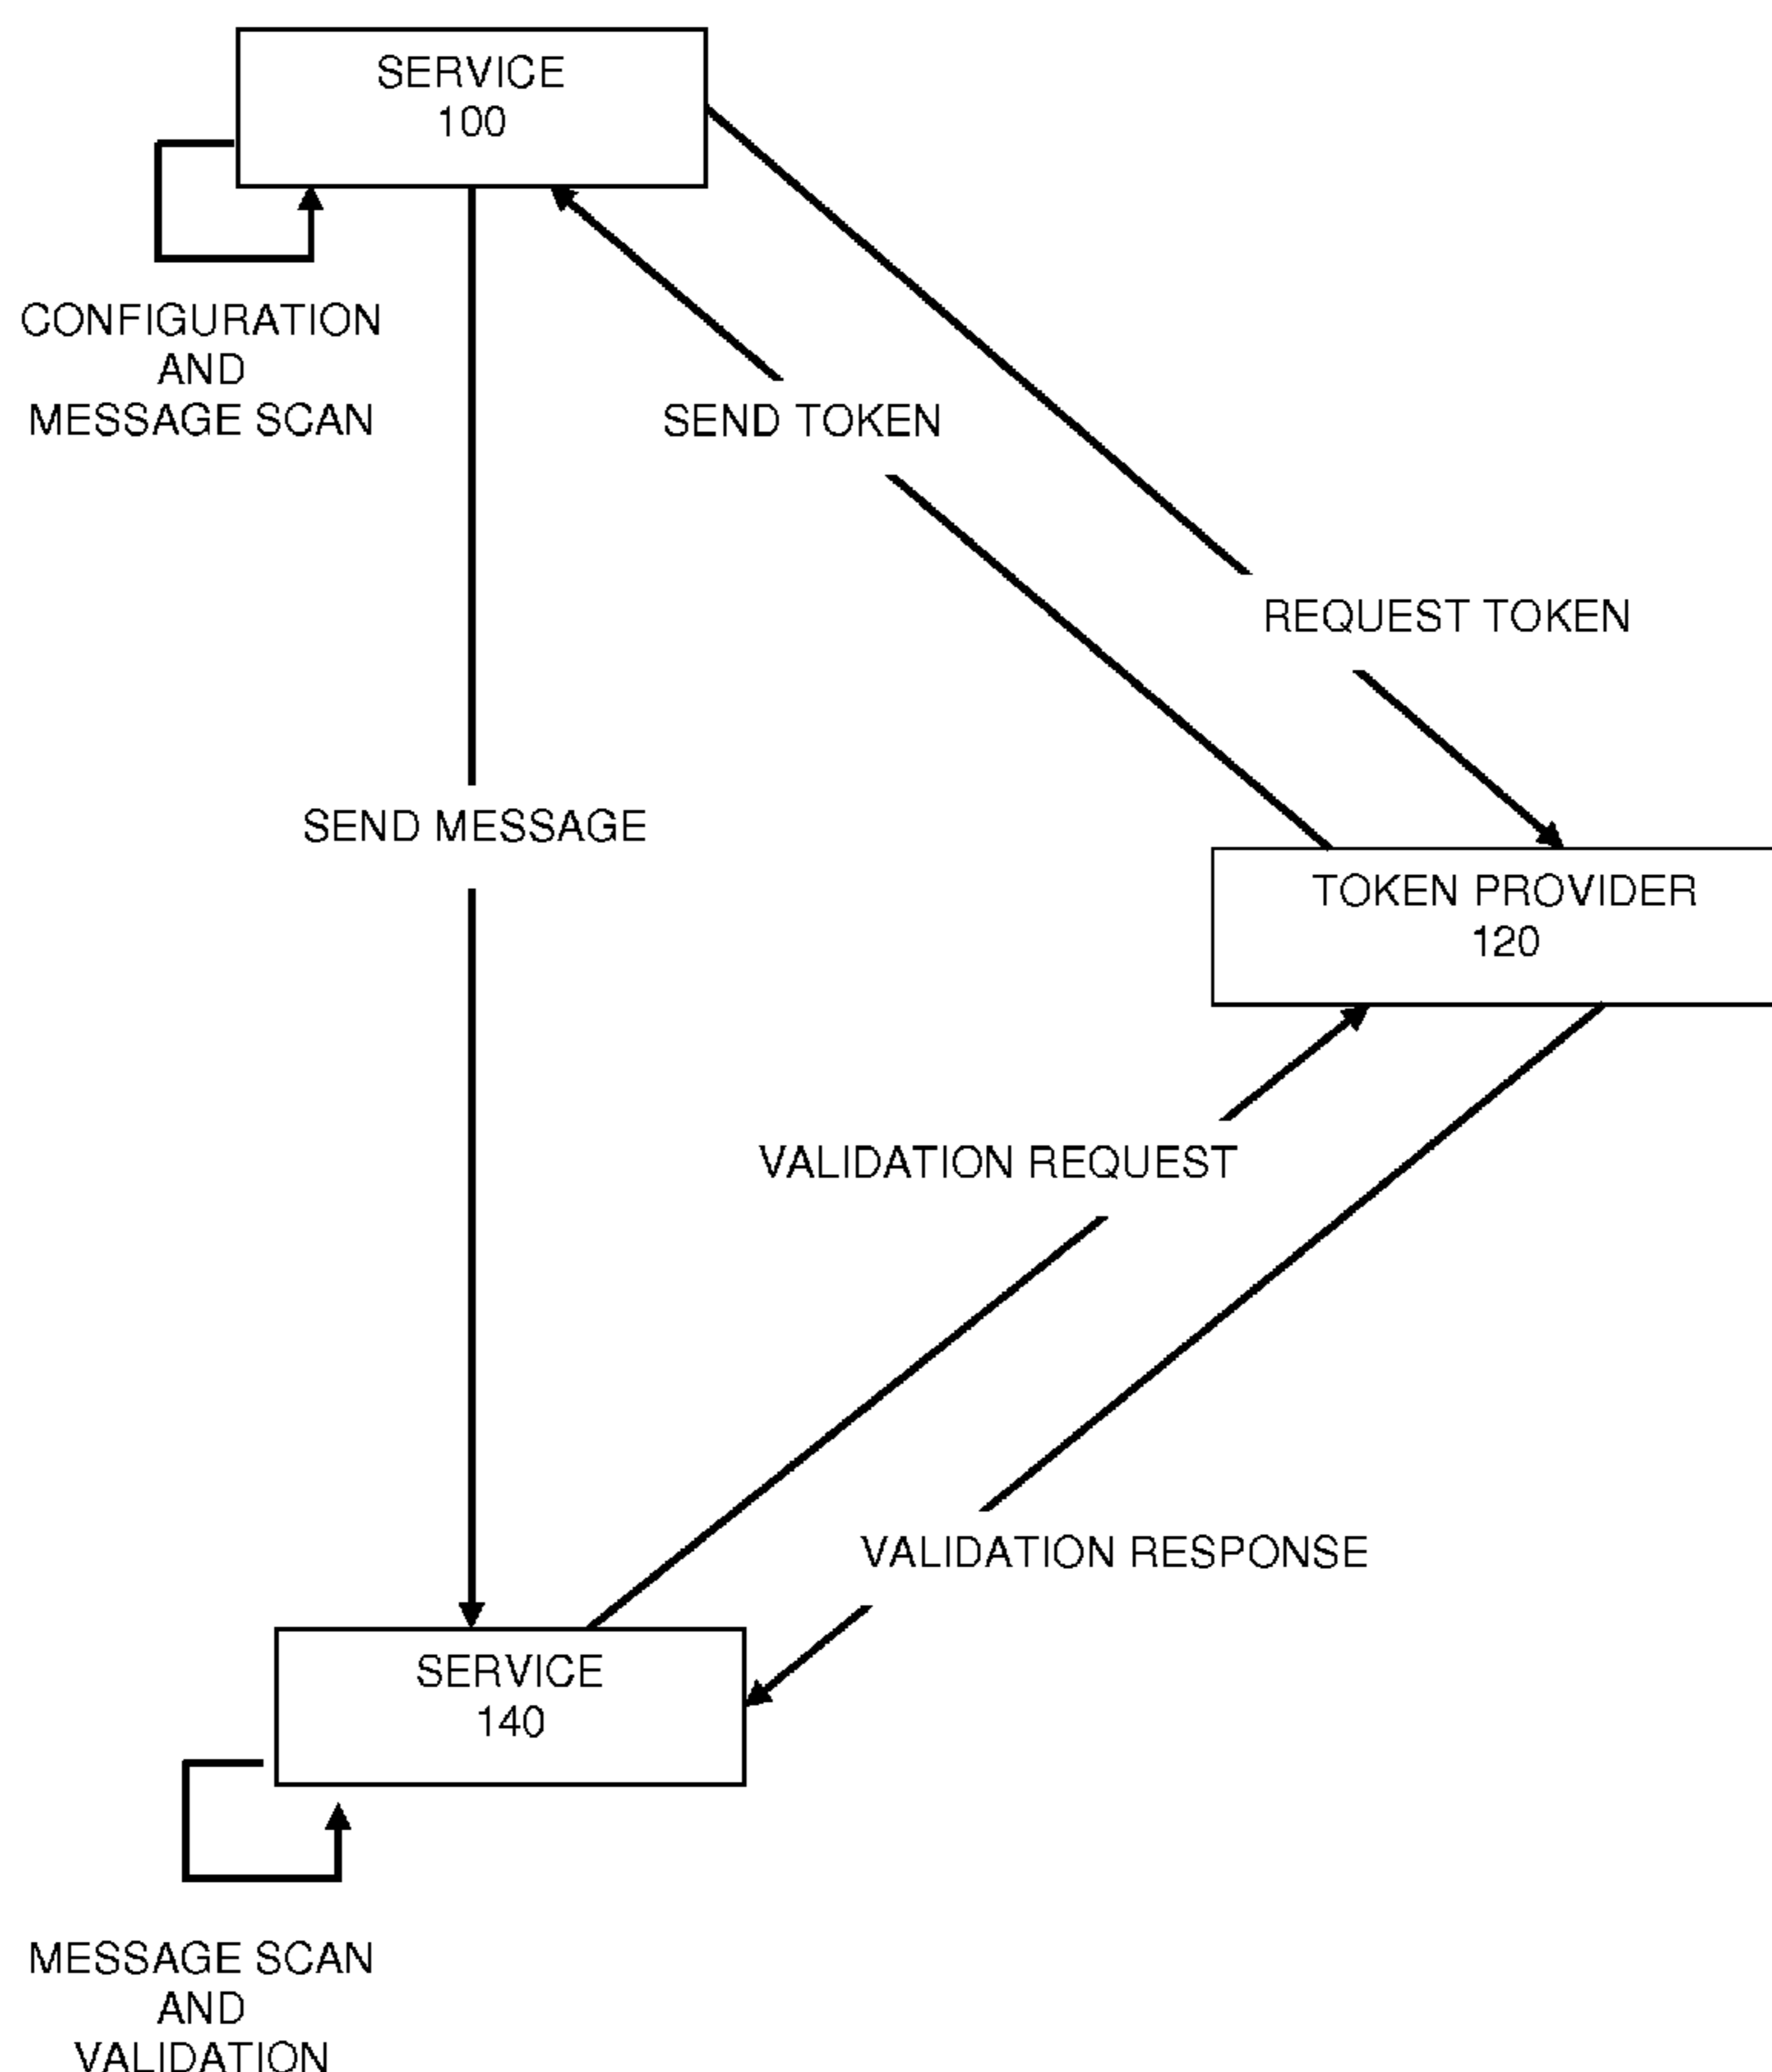 SERVICE
100
CONFIGURATION
AND
MESSAGE SCAN
SEND TOKEN
REQUEST TOKEN
SEND MESSAGE
TOKEN PROVIDER
120
VALIDATION REQUEST
VALIDATION RESPONSE
SERVICE
140
MESSAGE SCAN
AND
VALIDATION